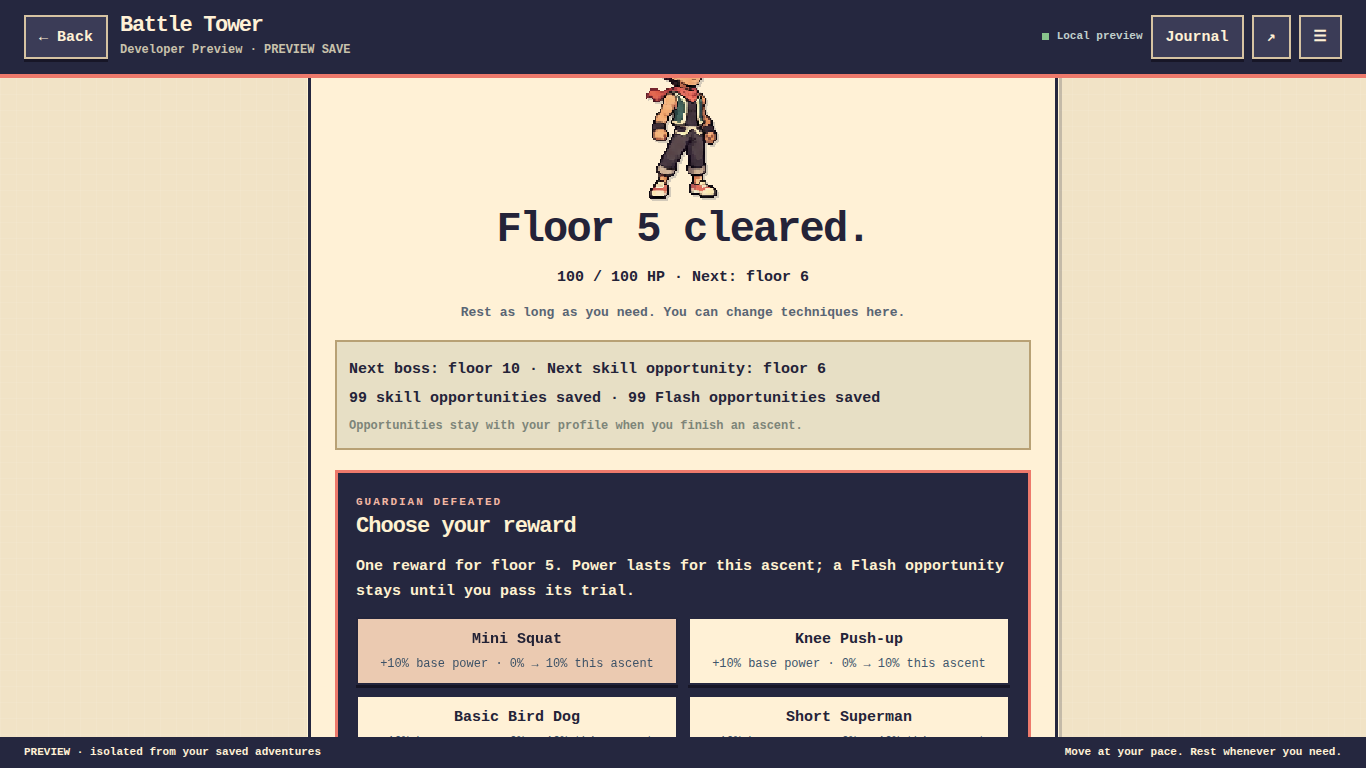 ← Back
Battle Tower
Developer Preview · PREVIEW SAVE
Local preview
Journal
↗
☰
Floor 5 cleared.
100 / 100 HP · Next: floor 6
Rest as long as you need. You can change techniques here.
Next boss: floor 10 · Next skill opportunity: floor 6
99 skill opportunities saved · 99 Flash opportunities saved
Opportunities stay with your profile when you finish an ascent.
GUARDIAN DEFEATED
Choose your reward
One reward for floor 5. Power lasts for this ascent; a Flash opportunity
stays until you pass its trial.
Mini Squat
+10% base power · 0% → 10% this ascent
Knee Push-up
+10% base power · 0% → 10% this ascent
Basic Bird Dog
Short Superman
PREVIEW · isolated from your saved adventures
Move at your pace. Rest whenever you need.